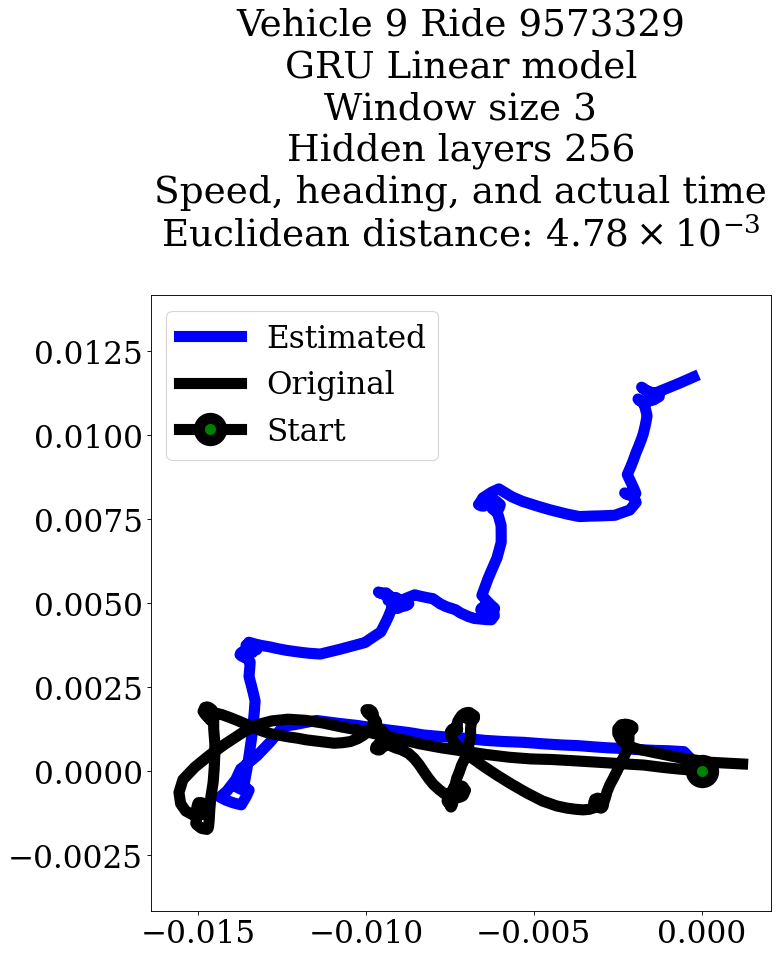 Vehicle 9 Ride 9573329
GRU Linear model
Window size 3
Hidden layers 256
Speed, heading, and actual time
Euclidean distance: 4.78 × 10⁻³
Estimated
Original
Start
0.0125
0.0100
0.0075
0.0050
0.0025
0.0000
−0.0025
−0.015 −0.010 −0.005 0.000